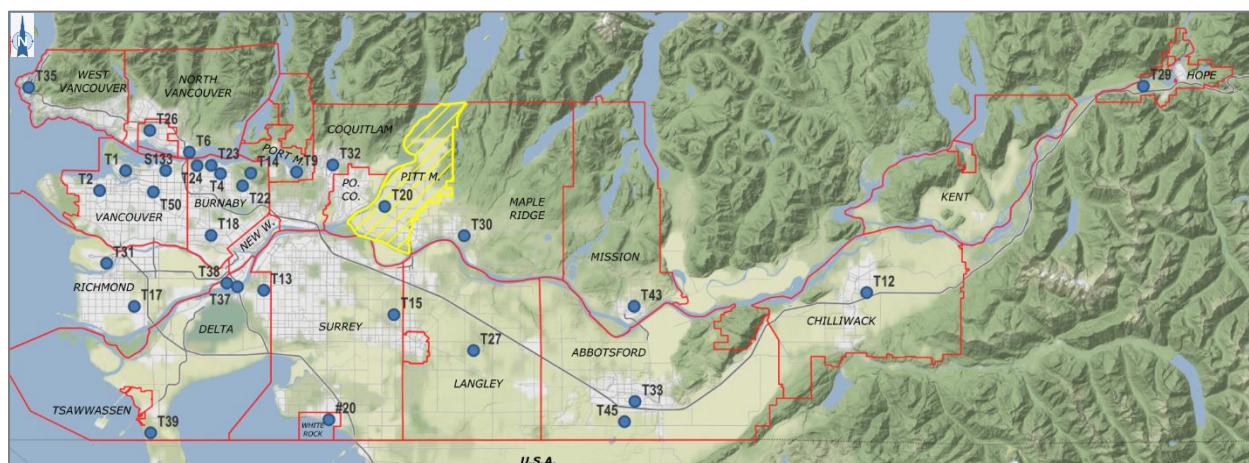 N
T35
WEST
VANCOUVER
NORTH
VANCOUVER
T29
HOPE
T26
COQUITLAM
T6
PORT M.
T1
S133
T23
T14
T9
T32
T24
T4
PITT M.
T2
BURNABY
T22
PO.
CO.
T50
T20
KENT
VANCOUVER
MAPLE
RIDGE
T18
NEW W.
T30
T31
MISSION
RICHMOND
T38
T37
T13
T12
T17
T43
T15
DELTA
SURREY
CHILLIWACK
T27
ABBOTSFORD
LANGLEY
TSAWWASSEN
T33
#20
T45
WHITE
ROCK
T39
U.S.A.